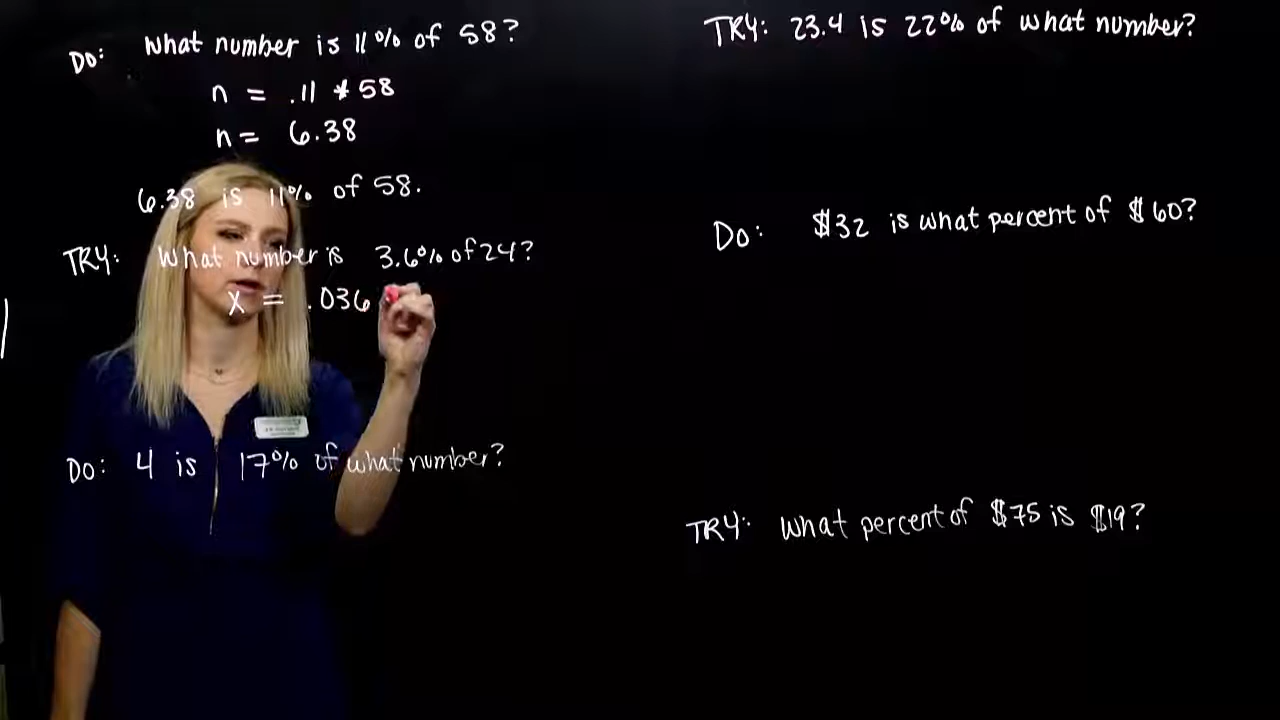 DO: What number is 11% of 58?
n = .11 * 58
n = 6.38
6.38 is 11% of 58.
TRY: What number is 3.6% of 24?
x = .036
DO: 4 is 17% of what number?
TRY: 23.4 is 22% of what number?
DO: $32 is what percent of $60?
TRY: What percent of $75 is $19?